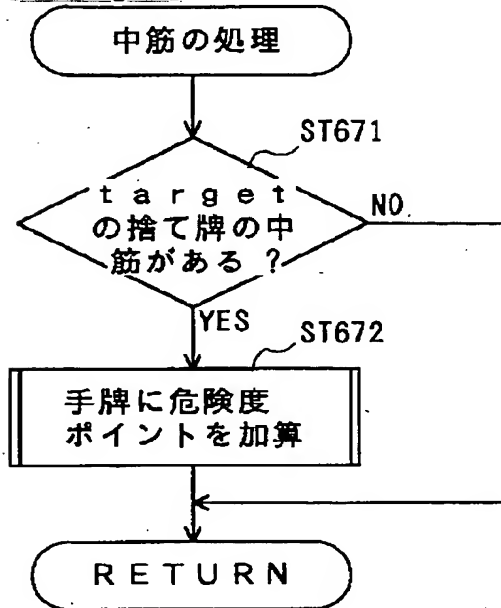 中筋の処理
ST671
target
の捨て牌の中
筋がある?
NO
YES
ST672
手牌に危険度
ポイントを加算
RETURN